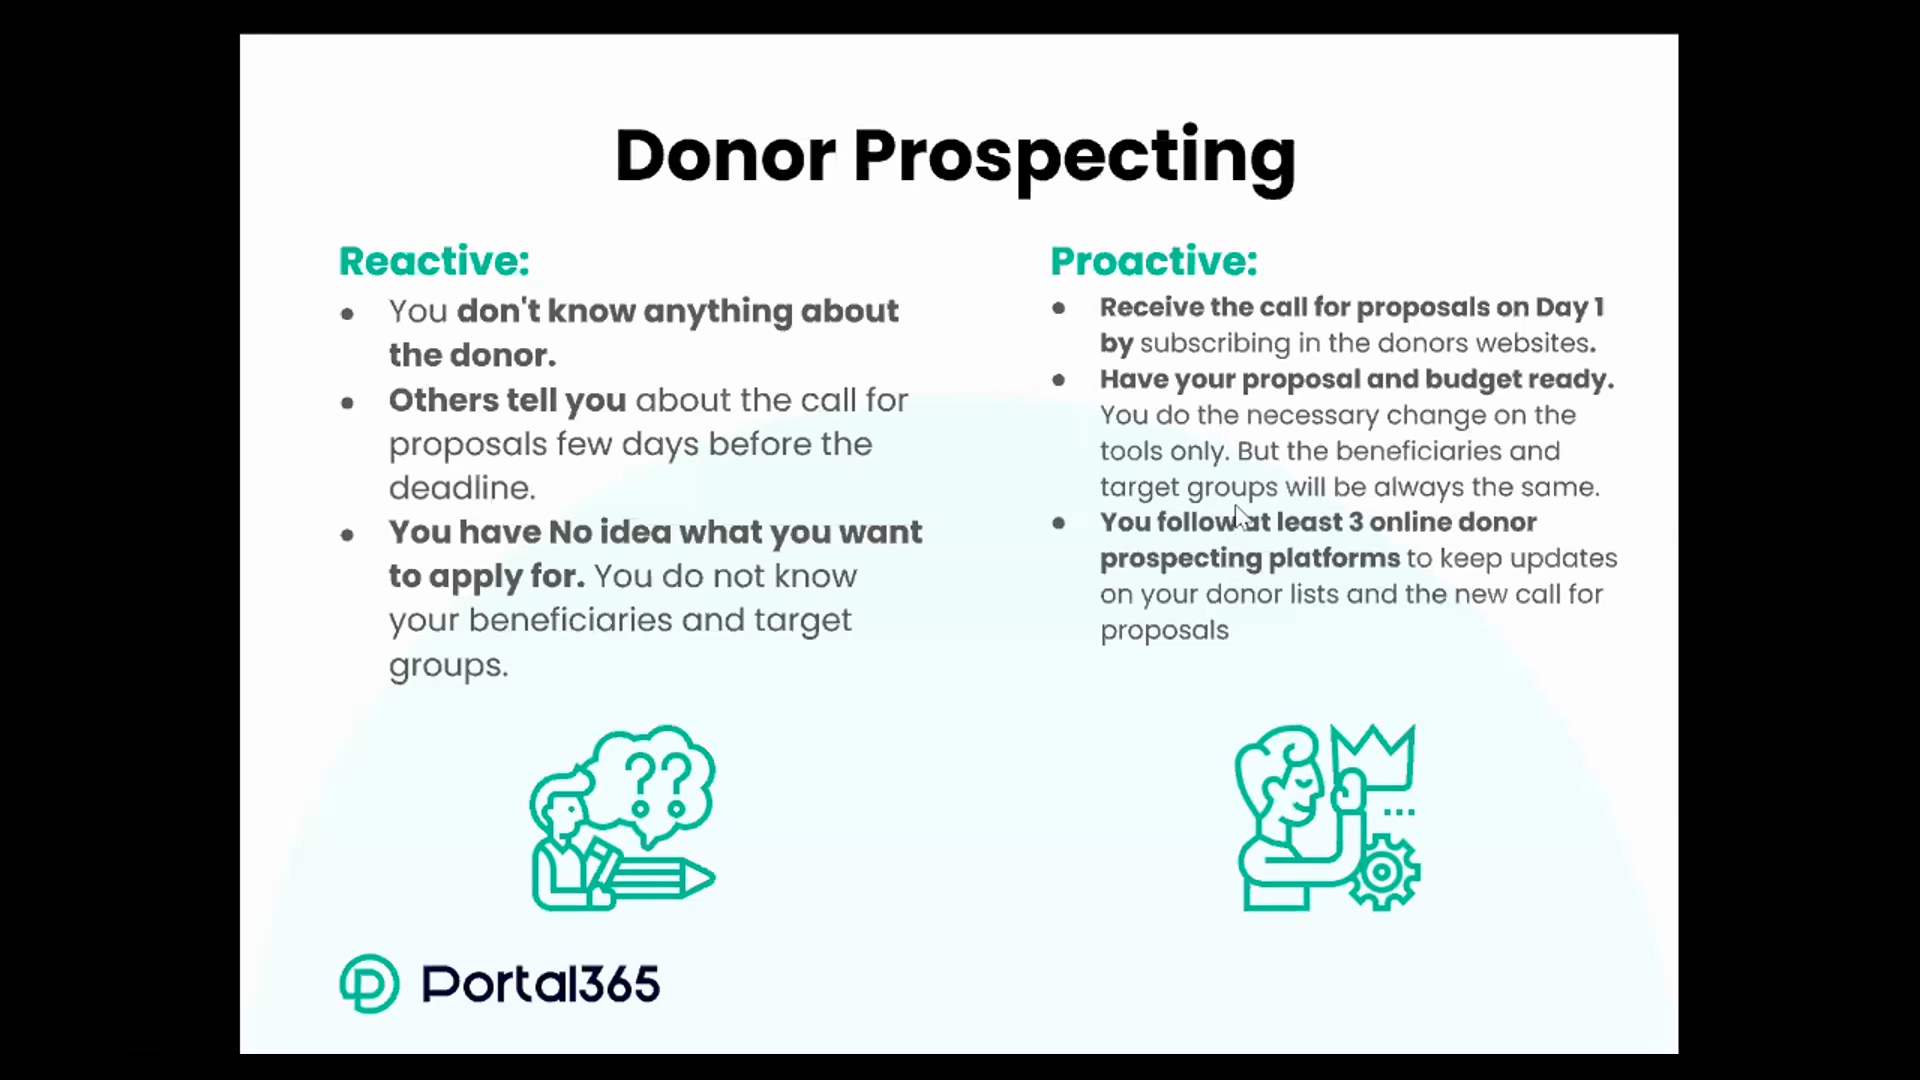 Donor Prospecting
Reactive:
You don't know anything about
the donor.
Others tell you about the call for
proposals few days before the
deadline.
You have No idea what you want
to apply for. You do not know
your beneficiaries and target
groups.
Proactive:
Receive the call for proposals on Day 1
by subscribing in the donors websites.
Have your proposal and budget ready.
You do the necessary change on the
tools only. But the beneficiaries and
target groups will be always the same.
You follow at least 3 online donor
prospecting platforms to keep updates
on your donor lists and the new call for
proposals
??
Portal365